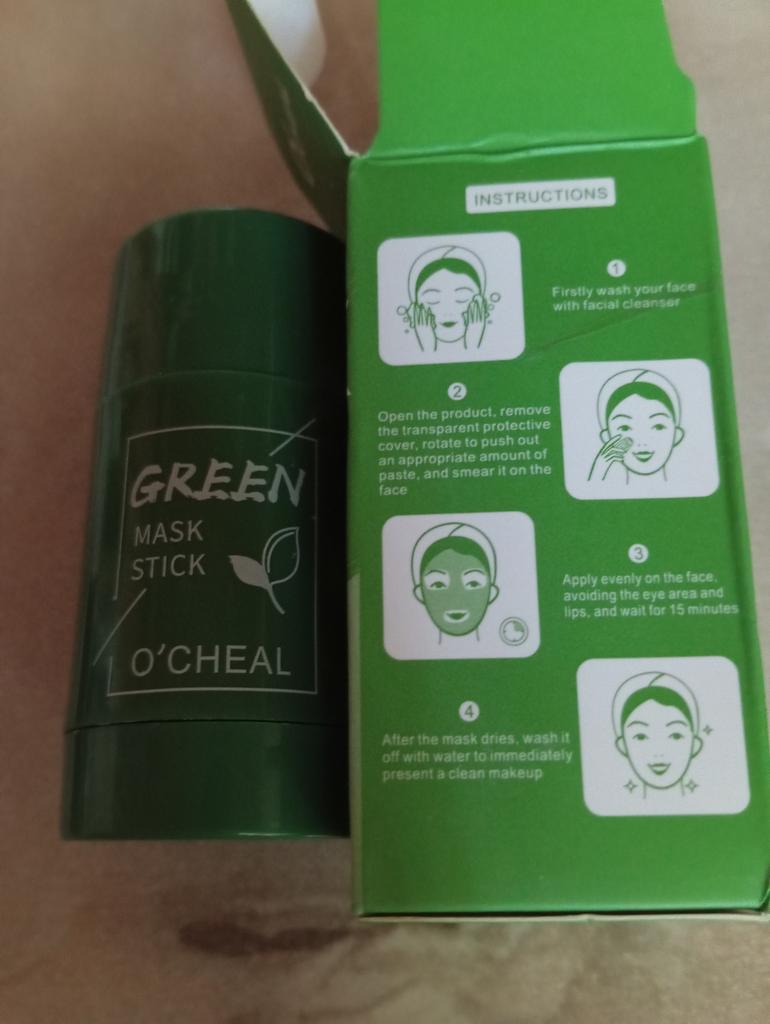 GREEN
MASK
STICK
O'CHEAL
INSTRUCTIONS
1
Firstly wash your face
with facial cleanser
2
Open the product, remove
the transparent protective
cover, rotate to push out
an appropriate amount of
paste, and smear it on the
face
3
Apply evenly on the face,
avoiding the eye area and
lips, and wait for 15 minutes
4
After the mask dries, wash it
off with water to immediately
present a clean makeup